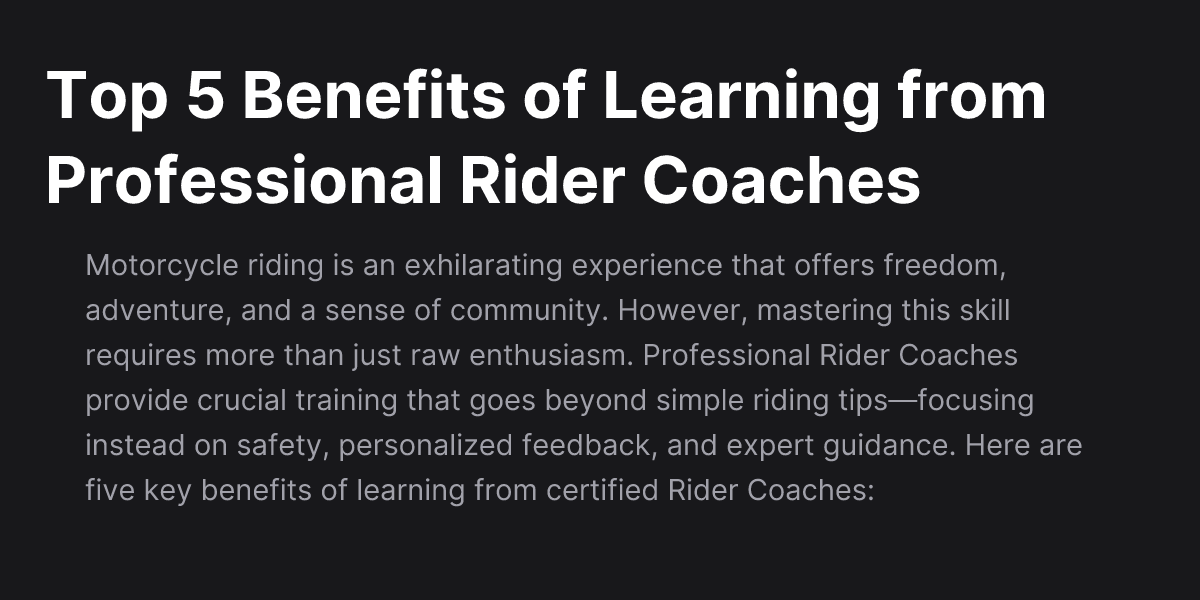 Top 5 Benefits of Learning from
Professional Rider Coaches
Motorcycle riding is an exhilarating experience that offers freedom,
adventure, and a sense of community. However, mastering this skill
requires more than just raw enthusiasm. Professional Rider Coaches
provide crucial training that goes beyond simple riding tips—focusing
instead on safety, personalized feedback, and expert guidance. Here are
five key benefits of learning from certified Rider Coaches: